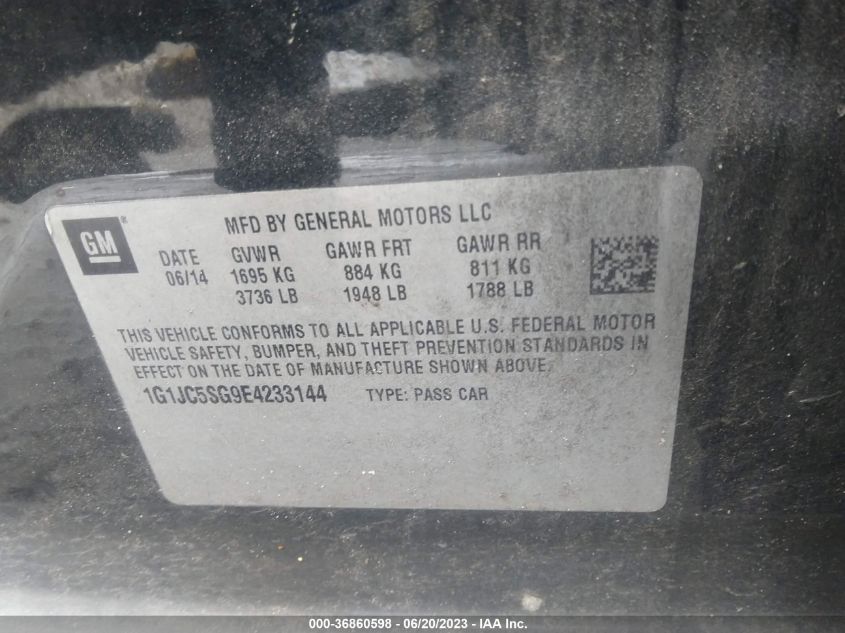 GM ®
MFD BY GENERAL MOTORS LLC
DATE GVWR GAWR FRT GAWR RR
06/14 1695 KG 884 KG 811 KG
3736 LB 1948 LB 1788 LB
THIS VEHICLE CONFORMS TO ALL APPLICABLE U.S. FEDERAL MOTOR
VEHICLE SAFETY, BUMPER, AND THEFT PREVENTION STANDARDS IN
EFFECT ON THE DATE OF MANUFACTURE SHOWN ABOVE.
1G1JC5SG9E4233144 TYPE: PASS CAR
000-36860598 - 06/20/2023 - IAA Inc.